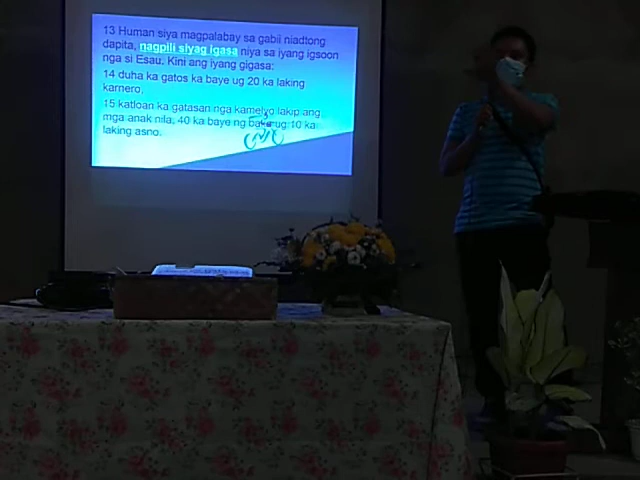 13 Human siya magpalabay sa gabii niadtong
dapita, nagpili siyag igasa niya sa iyang igsoon
nga si Esau. Kini ang iyang gigasa:
14 duha ka gatos ka baye ug 20 ka laking
karnero,
15 katloan ka gatasan nga kamelyo lakip ang
mga anak nila, 40 ka baye ng baka ug 10 ka
laking asno.